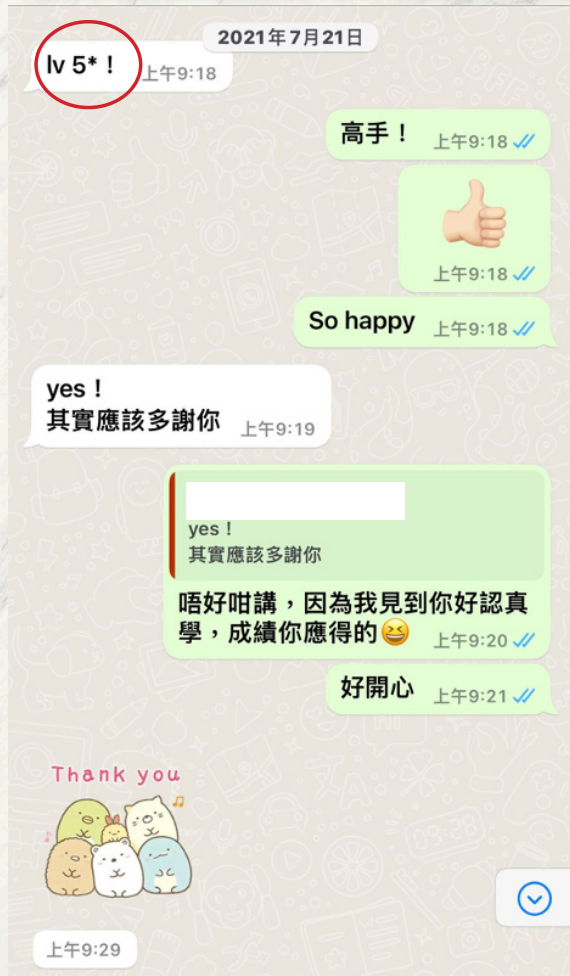 2021年7月21日
lv 5*！ 上午9:18
高手！ 上午9:18
上午9:18
So happy 上午9:18
yes！
其實應該多謝你 上午9:19
yes！
其實應該多謝你
唔好咁講，因為我見到你好認真
學，成績你應得的😆 上午9:20
好開心 上午9:21
Thank you
上午9:29